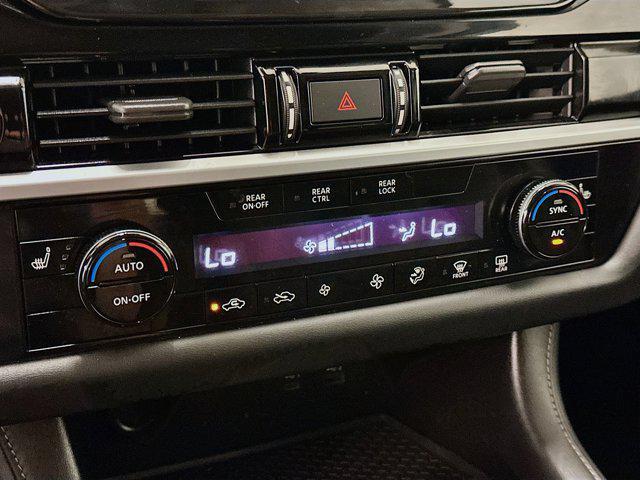 REAR ON-OFF
REAR CTRL
REAR LOCK
Lo
Lo
SYNC
A/C
AUTO
ON-OFF
FRONT
REAR